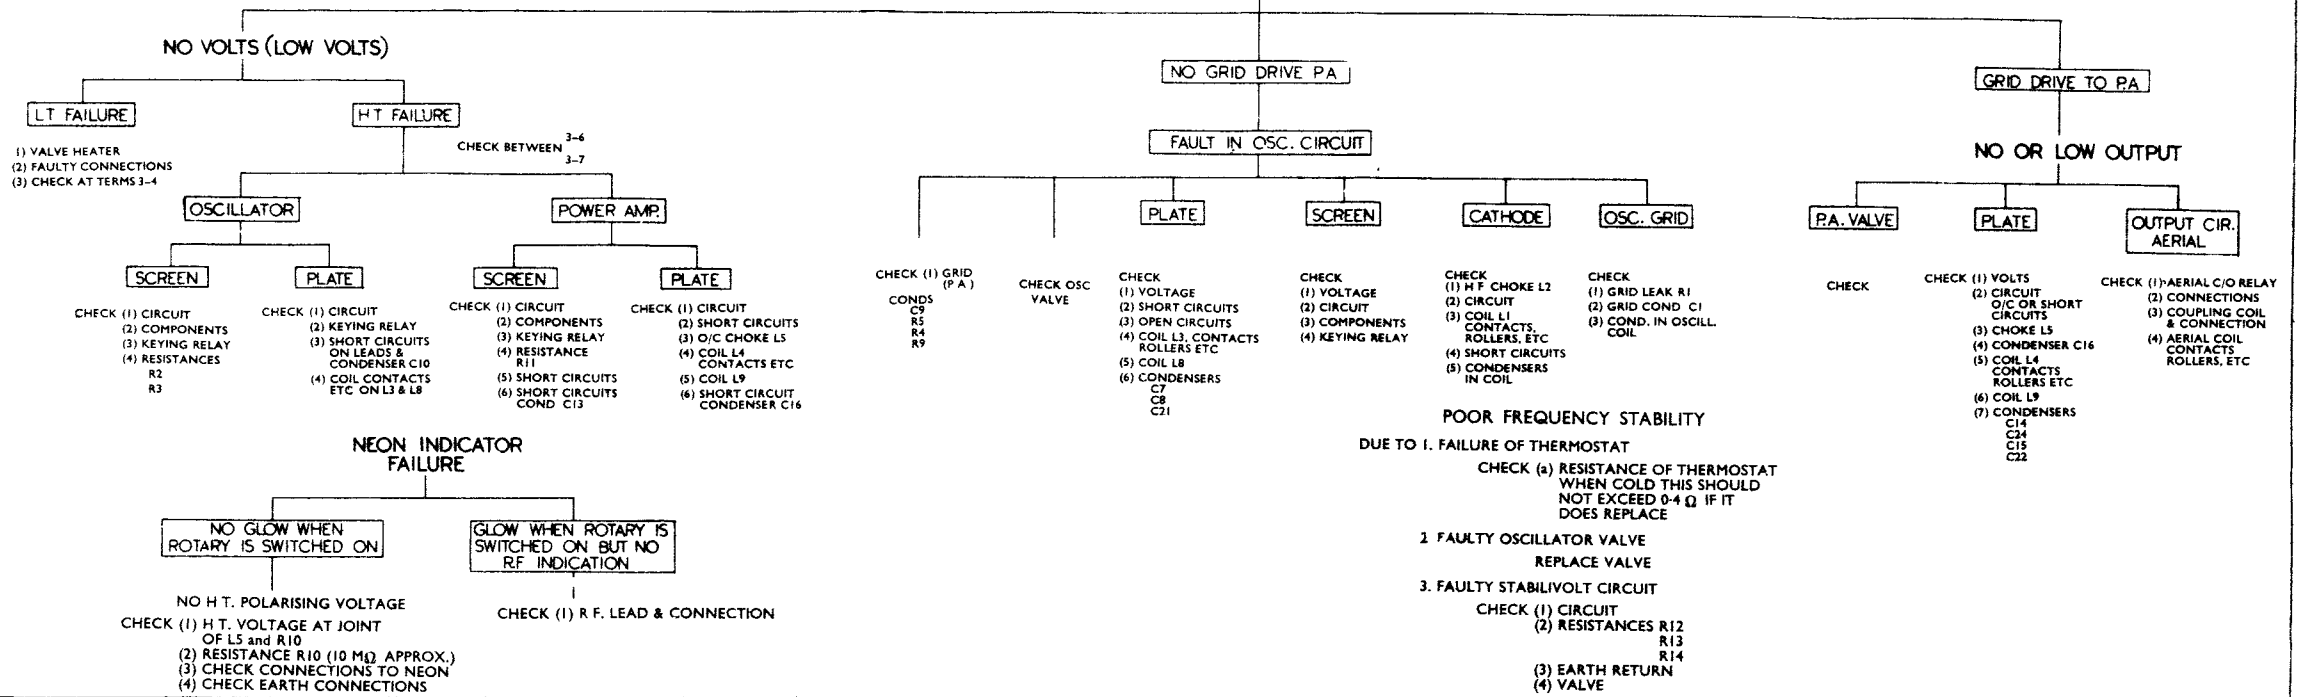 NO VOLTS (LOW VOLTS)
LT FAILURE
1) VALVE HEATER
(2) FAULTY CONNECTIONS
(3) CHECK AT TERMS 3-4
HT FAILURE
CHECK BETWEEN 3-6
3-7
OSCILLATOR
SCREEN
CHECK (1) CIRCUIT
(2) COMPONENTS
(3) KEYING RELAY
(4) RESISTANCES
R2
R3
PLATE
CHECK (1) CIRCUIT
(2) KEYING RELAY
(3) SHORT CIRCUITS
ON LEADS &
CONDENSER C10
(4) COIL CONTACTS
ETC ON L3 & L8
POWER AMP.
SCREEN
CHECK (1) CIRCUIT
(2) COMPONENTS
(3) KEYING RELAY
(4) RESISTANCE
R11
(5) SHORT CIRCUITS
(6) SHORT CIRCUITS
COND C13
PLATE
CHECK (1) CIRCUIT
(2) SHORT CIRCUITS
(3) O/C CHOKE L5
(4) COIL L4
CONTACTS ETC
(5) COIL L9
(6) SHORT CIRCUIT
CONDENSER C16
NO GRID DRIVE P.A
FAULT IN OSC. CIRCUIT
CHECK (1) GRID
(P A )
CONDS
C9
R5
R4
R9
CHECK OSC
VALVE
PLATE
CHECK
(1) VOLTAGE
(2) SHORT CIRCUITS
(3) OPEN CIRCUITS
(4) COIL L3, CONTACTS
ROLLERS ETC
(5) COIL L8
(6) CONDENSERS
C7
C8
C21
SCREEN
CHECK
(1) VOLTAGE
(2) CIRCUIT
(3) COMPONENTS
(4) KEYING RELAY
CATHODE
CHECK
(1) H F CHOKE L2
(2) CIRCUIT
(3) COIL L1
CONTACTS,
ROLLERS, ETC
(4) SHORT CIRCUITS
(5) CONDENSERS
IN COIL
OSC. GRID
CHECK
(1) GRID LEAK R1
(2) GRID COND C1
(3) COND. IN OSCILL.
COIL
GRID DRIVE TO P.A
NO OR LOW OUTPUT
P.A. VALVE
CHECK
PLATE
CHECK (1) VOLTS
(2) CIRCUIT
O/C OR SHORT
CIRCUITS
(3) CHOKE L5
(4) CONDENSER C16
(5) COIL L4
CONTACTS
ROLLERS ETC
(6) COIL L9
(7) CONDENSERS
C14
C24
C15
C22
OUTPUT CIR.
AERIAL
CHECK (1) AERIAL C/O RELAY
(2) CONNECTIONS
(3) COUPLING COIL
& CONNECTION
(4) AERIAL COIL
CONTACTS
ROLLERS, ETC
NEON INDICATOR
FAILURE
NO GLOW WHEN
ROTARY IS SWITCHED ON
NO H T. POLARISING VOLTAGE
CHECK (1) H T. VOLTAGE AT JOINT
OF L5 and R10
(2) RESISTANCE R10 (10 MΩ APPROX.)
(3) CHECK CONNECTIONS TO NEON
(4) CHECK EARTH CONNECTIONS
GLOW WHEN ROTARY IS
SWITCHED ON BUT NO
R.F INDICATION
CHECK (1) R F. LEAD & CONNECTION
POOR FREQUENCY STABILITY
DUE TO 1. FAILURE OF THERMOSTAT
CHECK (a) RESISTANCE OF THERMOSTAT
WHEN COLD THIS SHOULD
NOT EXCEED 0·4 Ω IF IT
DOES REPLACE
2 FAULTY OSCILLATOR VALVE
REPLACE VALVE
3. FAULTY STABILIVOLT CIRCUIT
CHECK (1) CIRCUIT
(2) RESISTANCES R12
R13
R14
(3) EARTH RETURN
(4) VALVE